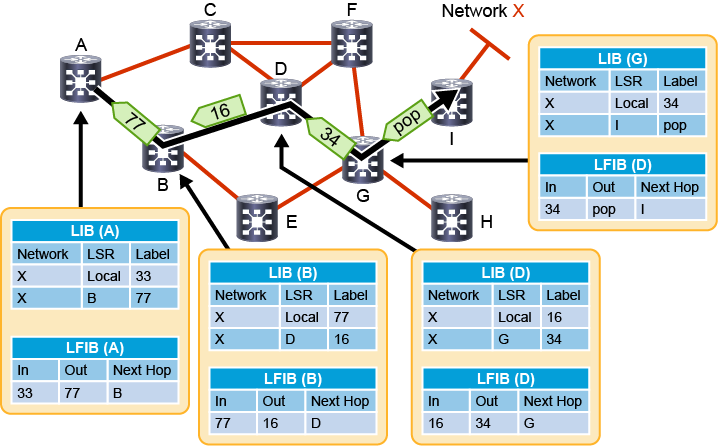 F
Network X
C
A
D
I
B
G
E
H
77
16
34
pop
LIB (G)
Network LSR Label
X Local 34
X I pop
LFIB (D)
In Out Next Hop
34 pop I
LIB (A)
Network LSR Label
X Local 33
X B 77
LFIB (A)
In Out Next Hop
33 77 B
LIB (B)
Network LSR Label
X Local 77
X D 16
LFIB (B)
In Out Next Hop
77 16 D
LIB (D)
Network LSR Label
X Local 16
X G 34
LFIB (D)
In Out Next Hop
16 34 G